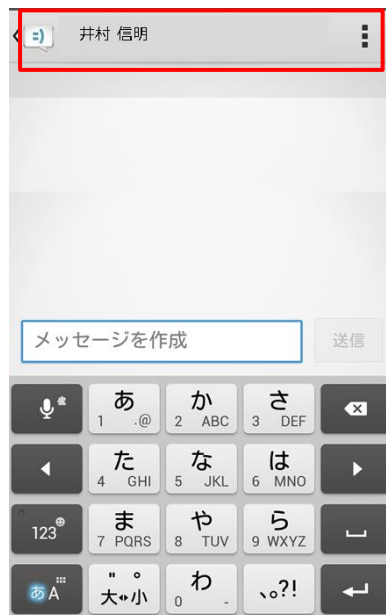 :) 井村 信明
メッセージを作成 送信
あ 1 .@ か 2 ABC さ 3 DEF
た 4 GHI な 5 JKL は 6 MNO
123 ま 7 PQRS や 8 TUV ら 9 WXYZ
あA 大↔小 わ 0 - 、。?!